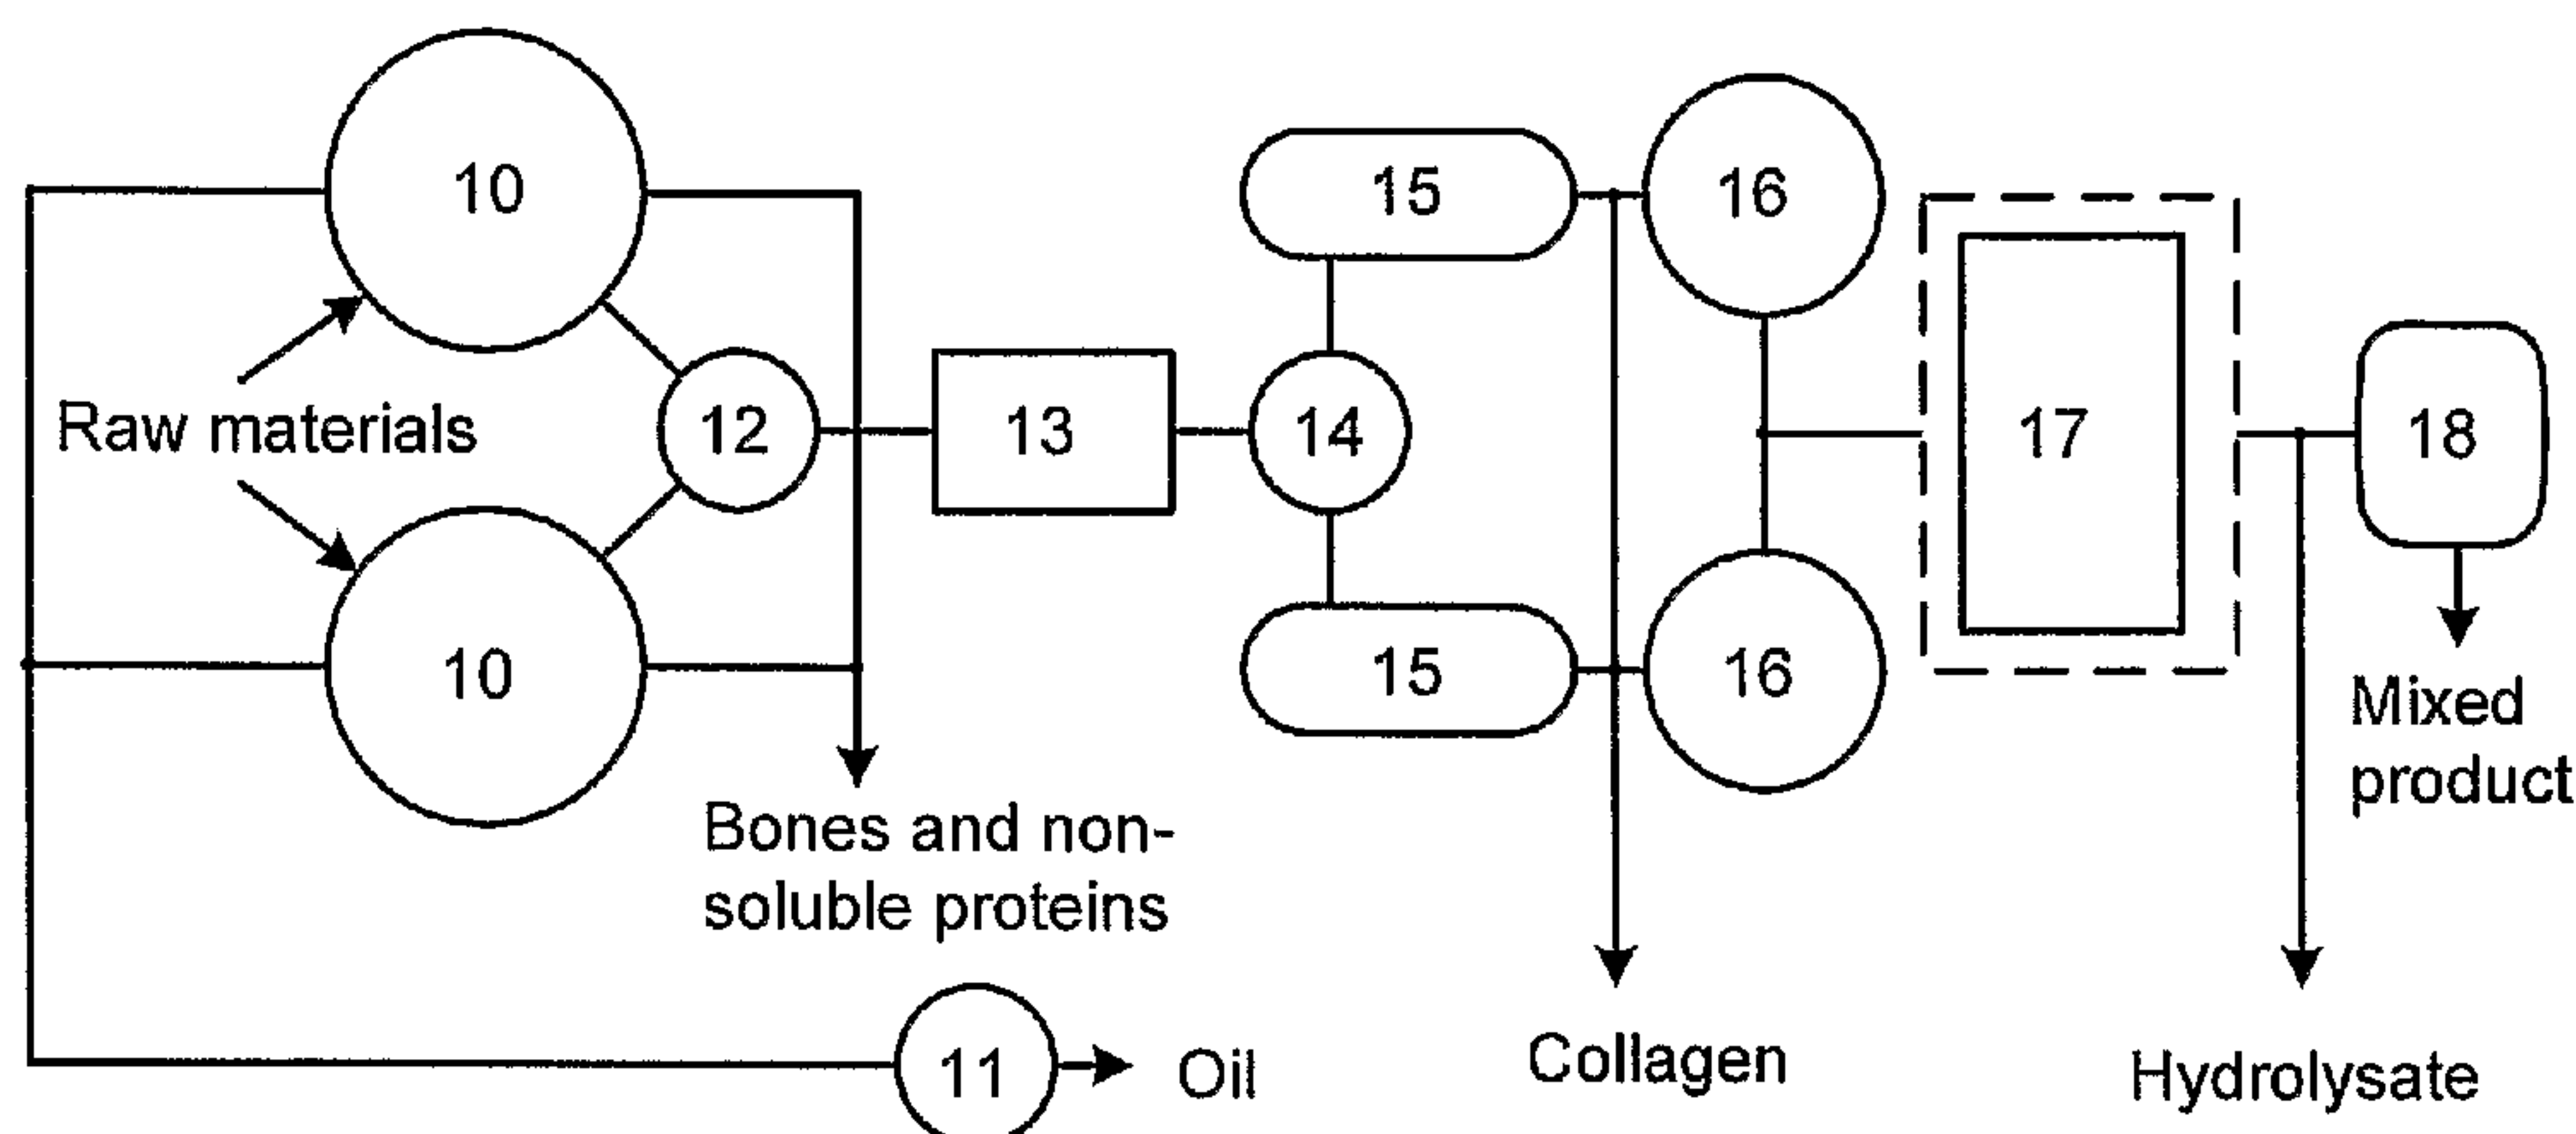 10
15
16
Raw materials
12
13
14
17
18
10
15
16
Mixed
product
Bones and non-
soluble proteins
11
Oil
Collagen
Hydrolysate